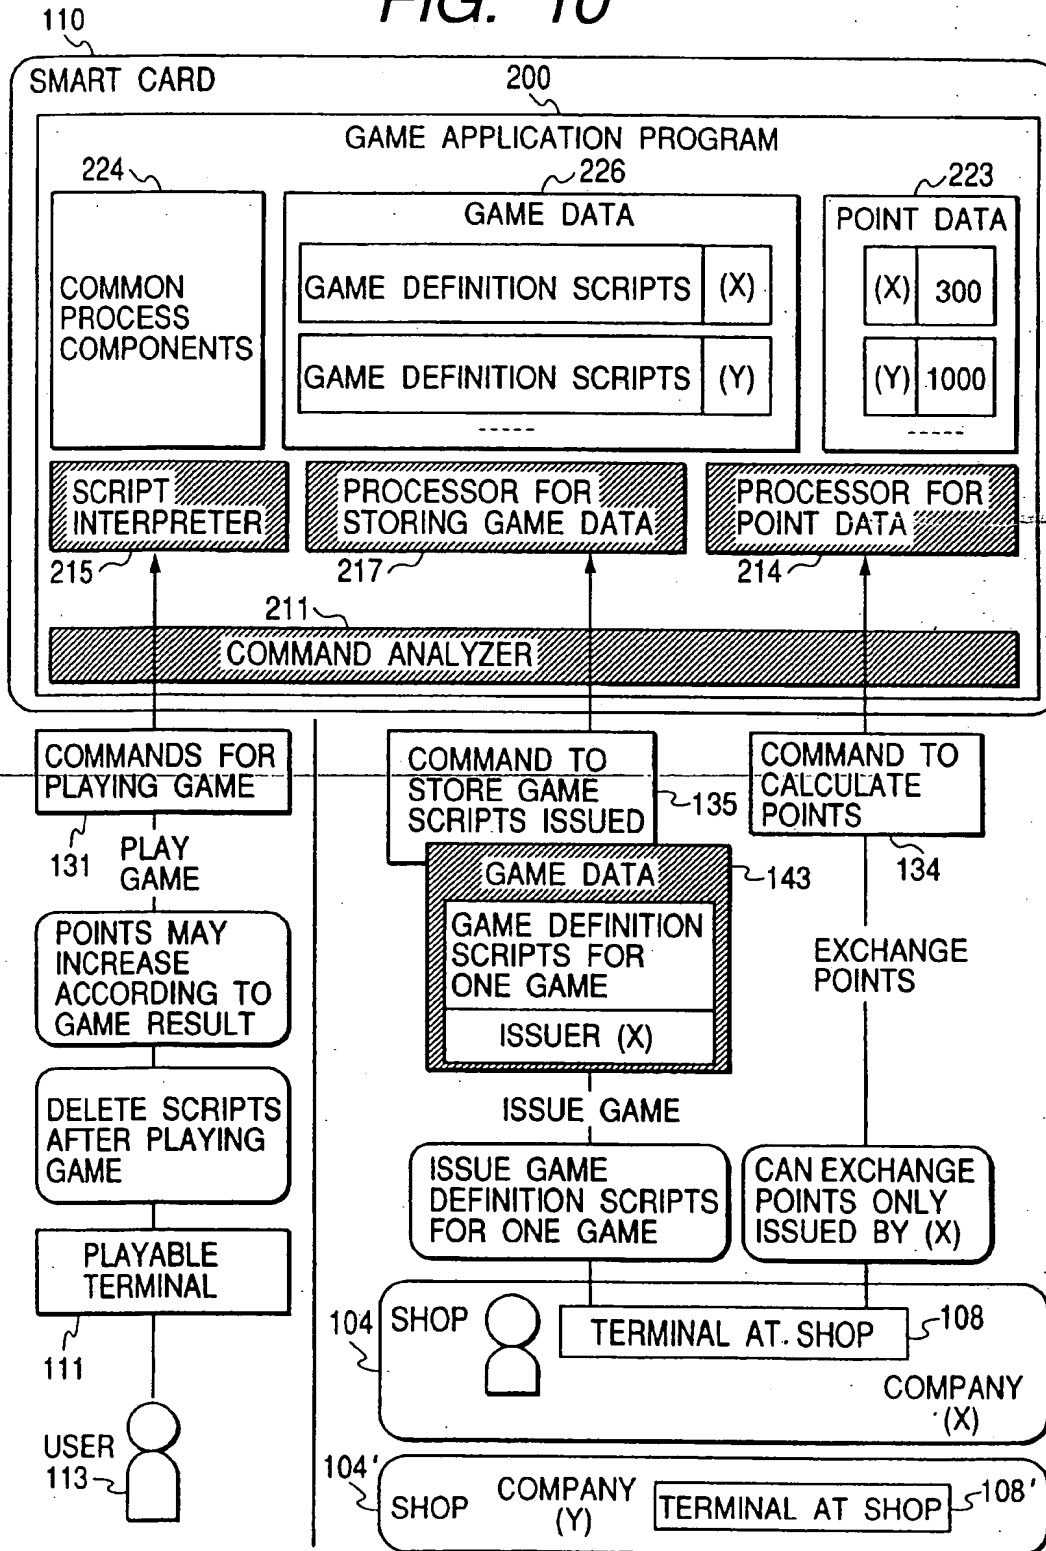 FIG. 10
110
SMART CARD
200
GAME APPLICATION PROGRAM
224
226
223
COMMON
PROCESS
COMPONENTS
GAME DATA
GAME DEFINITION SCRIPTS (X)
GAME DEFINITION SCRIPTS (Y)
-----
POINT DATA
(X) 300
(Y) 1000
-----
SCRIPT
INTERPRETER
PROCESSOR FOR
STORING GAME DATA
PROCESSOR FOR
POINT DATA
215
217
214
211
COMMAND ANALYZER
COMMANDS FOR
PLAYING GAME
131
PLAY
GAME
POINTS MAY
INCREASE
ACCORDING TO
GAME RESULT
DELETE SCRIPTS
AFTER PLAYING
GAME
PLAYABLE
TERMINAL
111
USER
113
COMMAND TO
STORE GAME
SCRIPTS ISSUED
135
GAME DATA
143
GAME DEFINITION
SCRIPTS FOR
ONE GAME
ISSUER (X)
ISSUE GAME
ISSUE GAME
DEFINITION SCRIPTS
FOR ONE GAME
COMMAND TO
CALCULATE
POINTS
134
EXCHANGE
POINTS
CAN EXCHANGE
POINTS ONLY
ISSUED BY (X)
104
SHOP
TERMINAL AT SHOP
108
COMPANY
(X)
104'
SHOP
COMPANY
(Y)
TERMINAL AT SHOP
108'